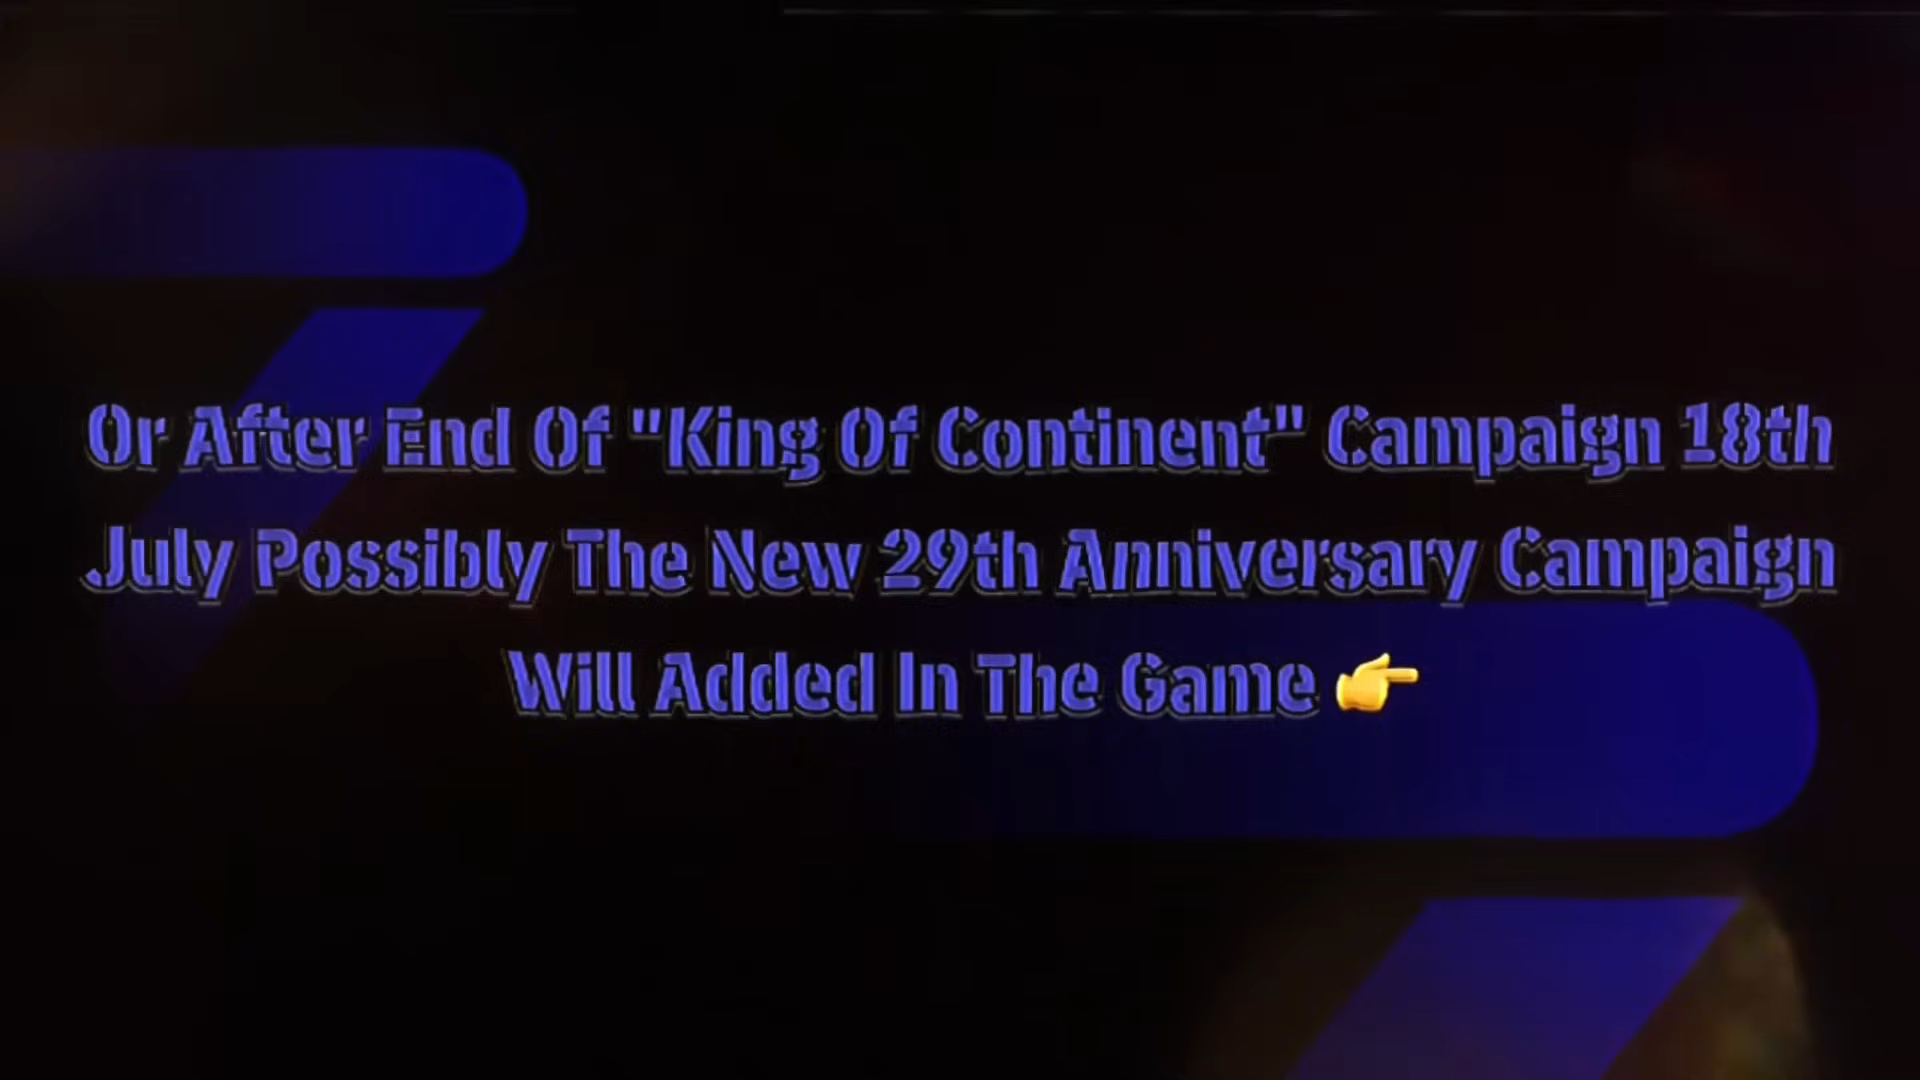 Or After End Of "King Of Continent" Campaign 18th
July Possibly The New 29th Anniversary Campaign
Will Added In The Game 👉